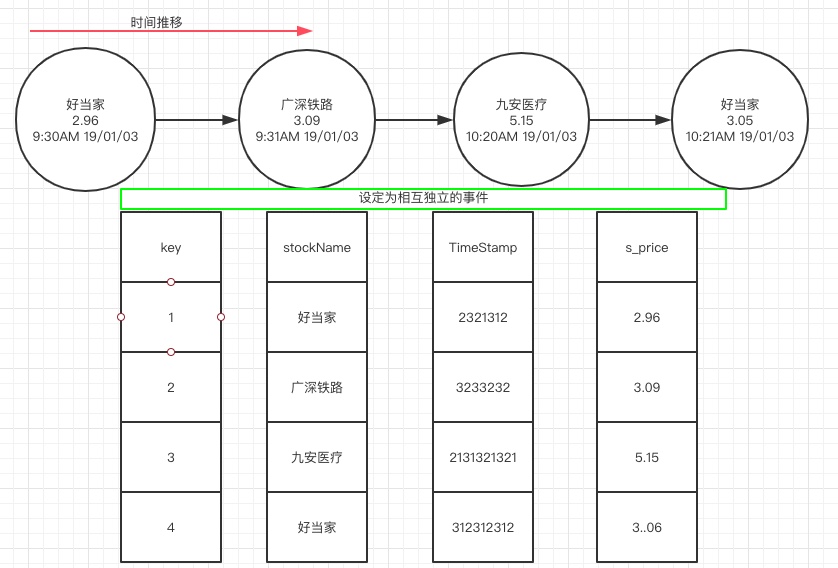 时间推移
好当家
2.96
9:30AM 19/01/03
广深铁路
3.09
9:31AM 19/01/03
九安医疗
5.15
10:20AM 19/01/03
好当家
3.05
10:21AM 19/01/03
设定为相互独立的事件
key stockName TimeStamp s_price
1 好当家 2321312 2.96
2 广深铁路 3233232 3.09
3 九安医疗 2131321321 5.15
4 好当家 312312312 3..06